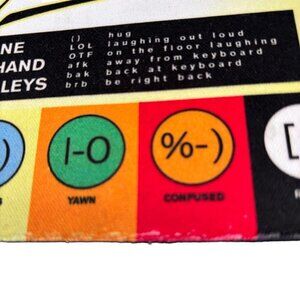 () hug
LOL laughing out loud
OTF on the floor laughing
afk away from keyboard
bak back at keyboard
brb be right back
NE
HAND
LEYS
)
|-O
%-)
[
YAWN
CONFUSED